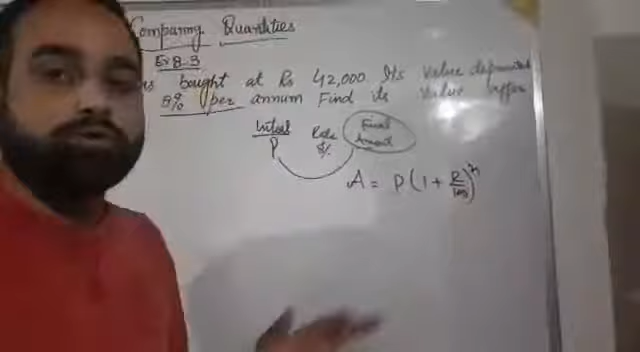 Comparing Quantities
Ex 8.3
bought at Rs 42,000. Its value depreciated
8% per annum Find its value after
Initial Rate Final
P % Amount
A = P(1 + R/100)^n